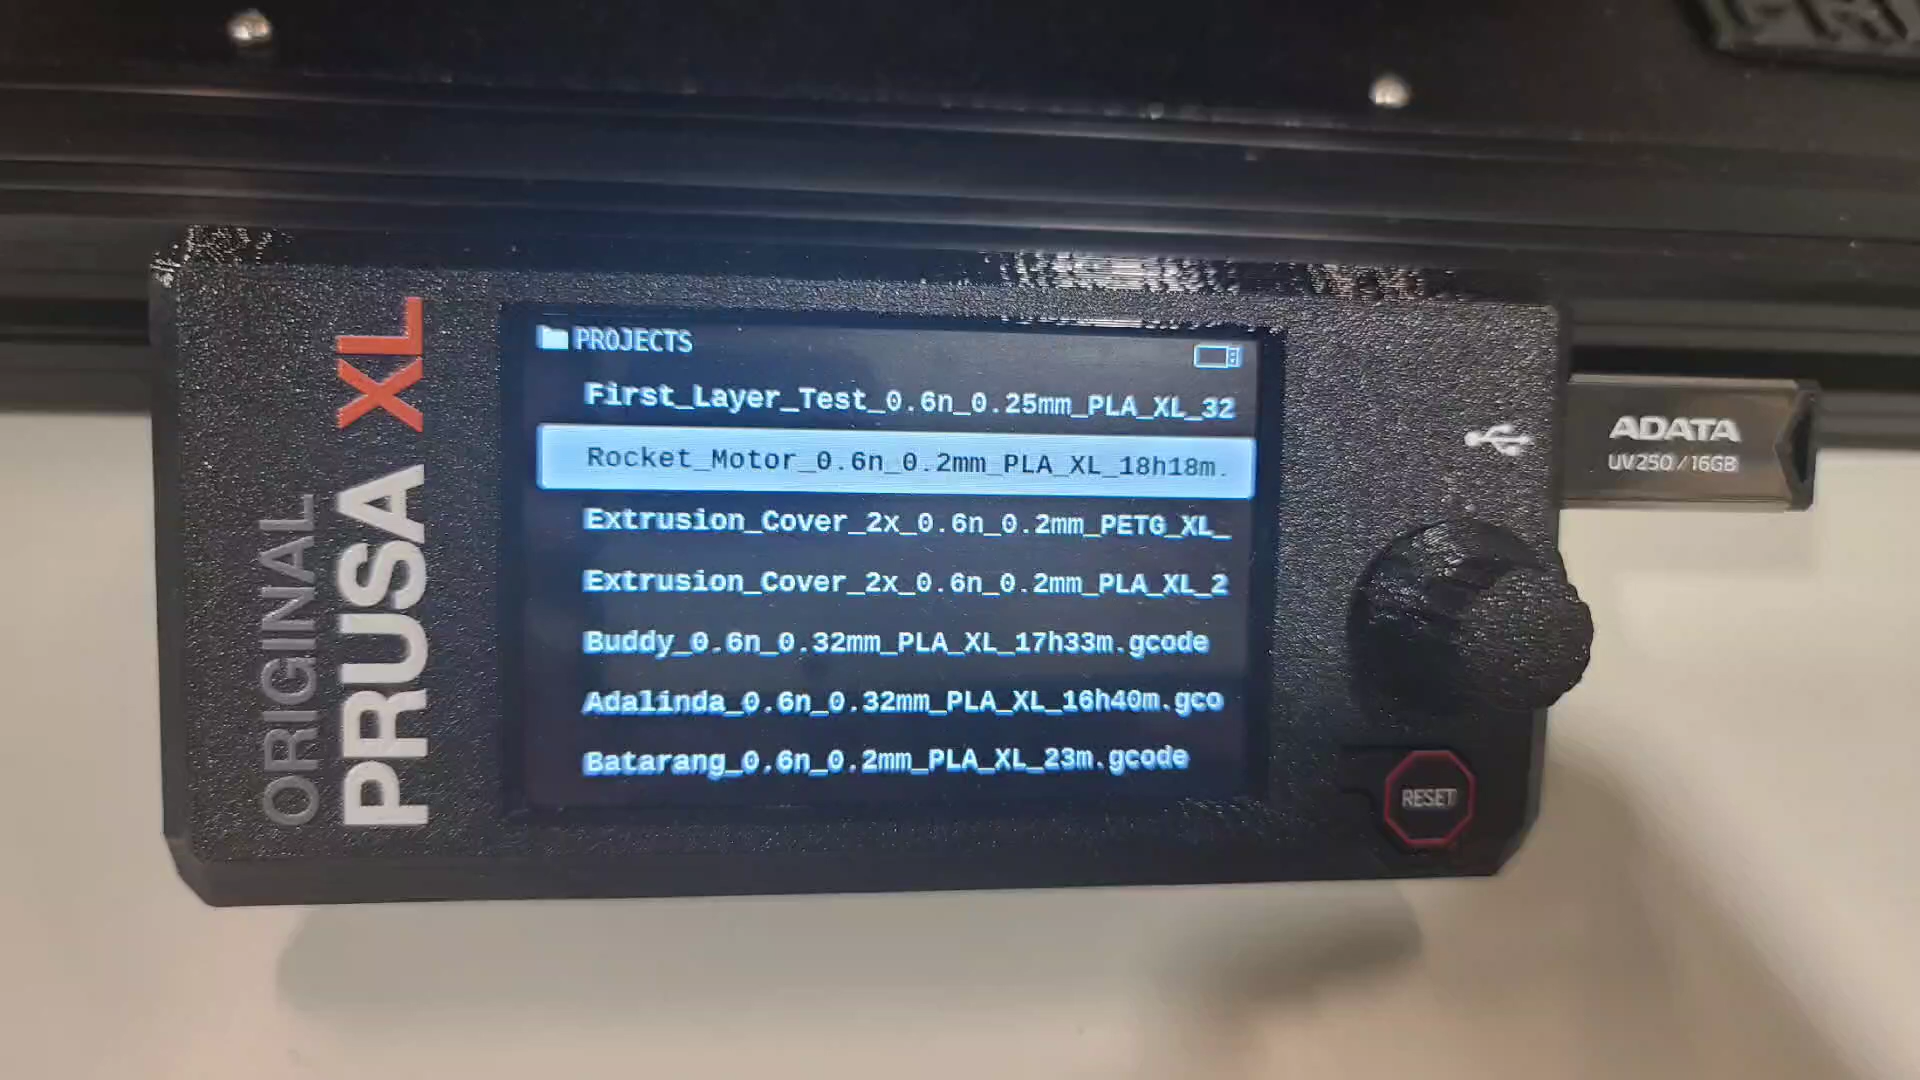 ORIGINAL
PRUSA XL
PROJECTS
First_Layer_Test_0.6n_0.25mm_PLA_XL_32
Rocket_Motor_0.6n_0.2mm_PLA_XL_18h18m.
Extrusion_Cover_2x_0.6n_0.2mm_PETG_XL_
Extrusion_Cover_2x_0.6n_0.2mm_PLA_XL_2
Buddy_0.6n_0.32mm_PLA_XL_17h33m.gcode
Adalinda_0.6n_0.32mm_PLA_XL_16h40m.gco
Batarang_0.6n_0.2mm_PLA_XL_23m.gcode
ADATA
UV250/16GB
RESET